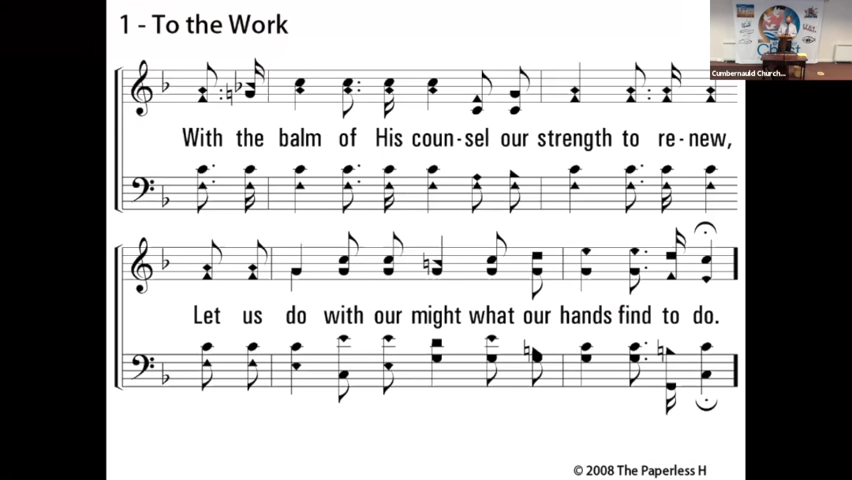 1 - To the Work
With the balm of His coun-sel our strength to re-new,
Let us do with our might what our hands find to do.
© 2008 The Paperless H
Cumbernauld Church...
Christ